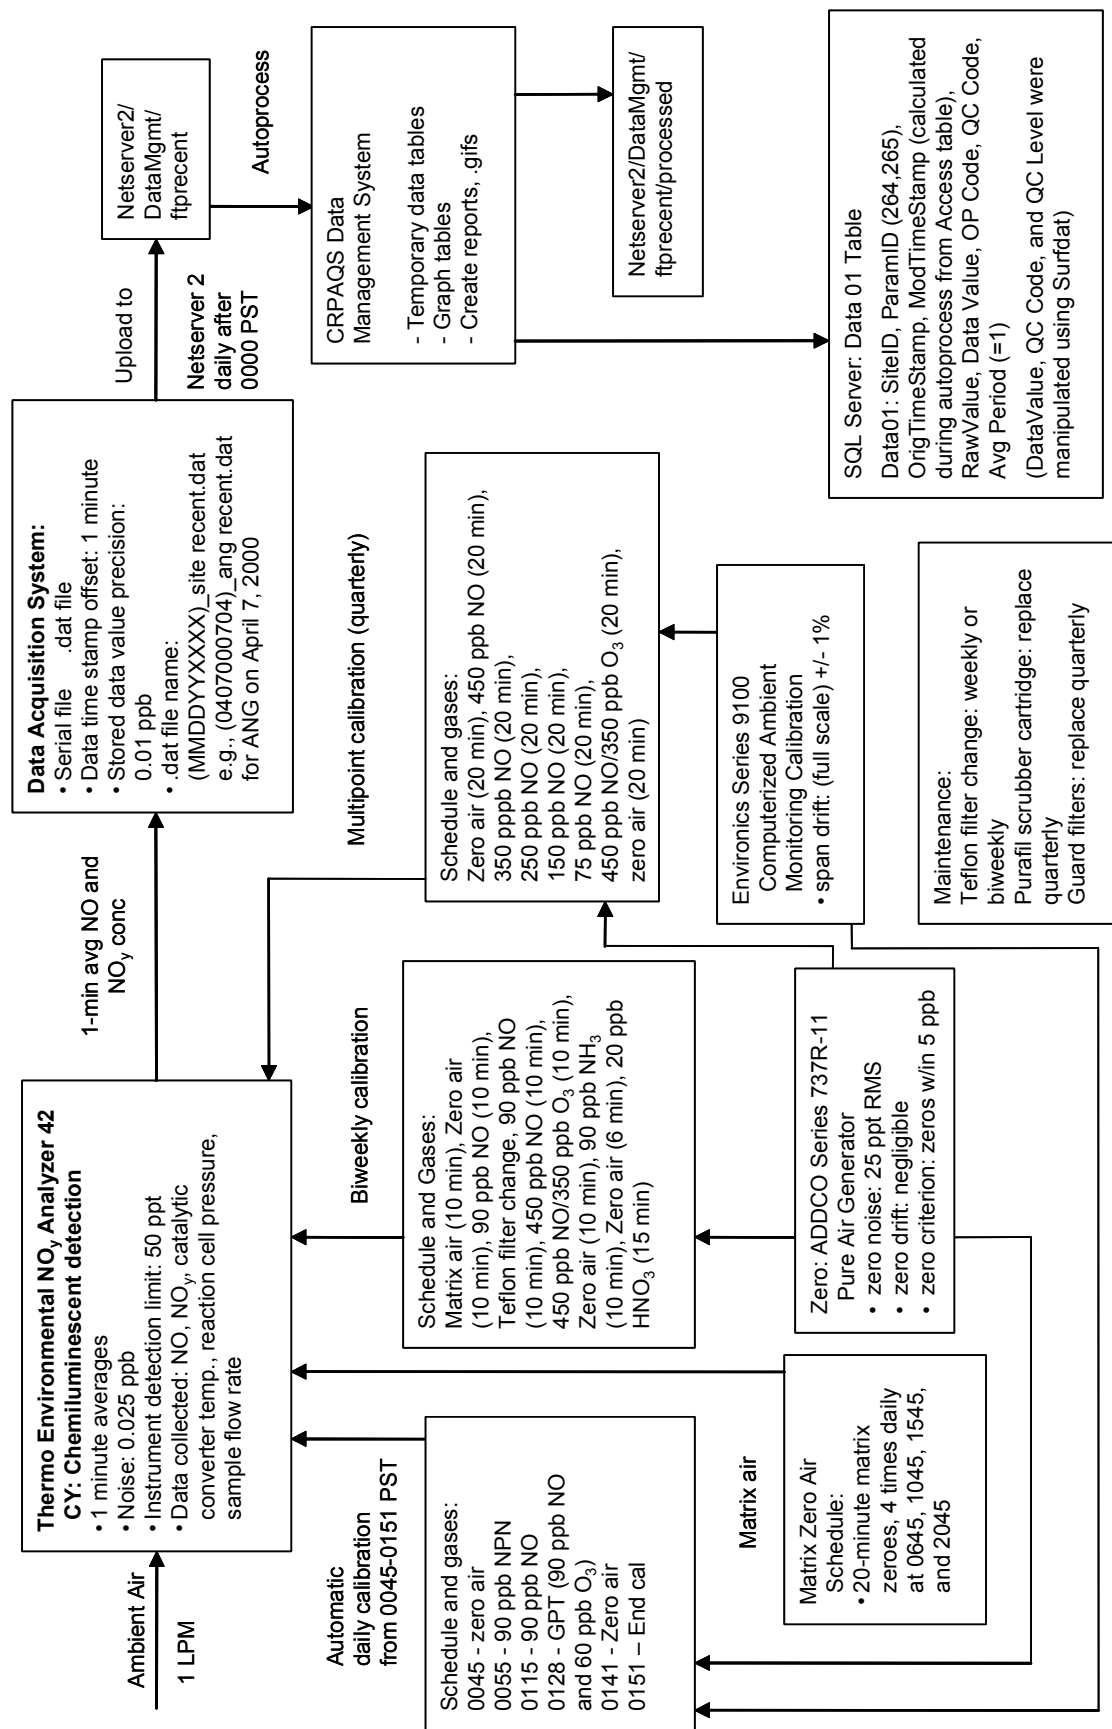 Ambient Air
1 LPM
Thermo Environmental NOy Analyzer 42
CY: Chemiluminescent detection
• 1 minute averages
• Noise: 0.025 ppb
• Instrument detection limit: 50 ppt
• Data collected: NO, NOy, catalytic
converter temp., reaction cell pressure,
sample flow rate
1-min avg NO and
NOy conc
Data Acquisition System:
• Serial file .dat file
• Data time stamp offset: 1 minute
• Stored data value precision:
0.01 ppb
• .dat file name:
(MMDDYYXXXX)_site recent.dat
e.g., (0407000704)_ang recent.dat
for ANG on April 7, 2000
Upload to
Netserver 2
daily after
0000 PST
Netserver2/
DataMgmt/
ftprecent
Autoprocess
CRPAQS Data
Management System
- Temporary data tables
- Graph tables
- Create reports, .gifs
Netserver2/DataMgmt/
ftprecent/processed
SQL Server: Data 01 Table
Data01: SiteID, ParamID (264,265),
OrigTimeStamp, ModTimeStamp (calculated
during autoprocess from Access table),
RawValue, Data Value, OP Code, QC Code,
Avg Period (=1)
(DataValue, QC Code, and QC Level were
manipulated using Surfdat)
Automatic
daily calibration
from 0045-0151 PST
Schedule and gases:
0045 - zero air
0055 - 90 ppb NPN
0115 - 90 ppb NO
0128 - GPT (90 ppb NO
and 60 ppb O3)
0141 - Zero air
0151 – End cal
Matrix air
Matrix Zero Air
Schedule:
• 20-minute matrix
zeroes, 4 times daily
at 0645, 1045, 1545,
and 2045
Biweekly calibration
Schedule and Gases:
Matrix air (10 min), Zero air
(10 min), 90 ppb NO (10 min),
Teflon filter change, 90 ppb NO
(10 min), 450 ppb NO (10 min),
450 ppb NO/350 ppb O3 (10 min),
Zero air (10 min), 90 ppb NH3
(10 min), Zero air (6 min), 20 ppb
HNO3 (15 min)
Zero: ADDCO Series 737R-11
Pure Air Generator
• zero noise: 25 ppt RMS
• zero drift: negligible
• zero criterion: zeros w/in 5 ppb
Multipoint calibration (quarterly)
Schedule and gases:
Zero air (20 min), 450 ppb NO (20 min),
350 pppb NO (20 min),
250 ppb NO (20 min),
150 ppb NO (20 min),
75 ppb NO (20 min),
450 ppb NO/350 ppb O3 (20 min),
zero air (20 min)
Environics Series 9100
Computerized Ambient
Monitoring Calibration
• span drift: (full scale) +/- 1%
Maintenance:
Teflon filter change: weekly or
biweekly
Purafil scrubber cartridge: replace
quarterly
Guard filters: replace quarterly